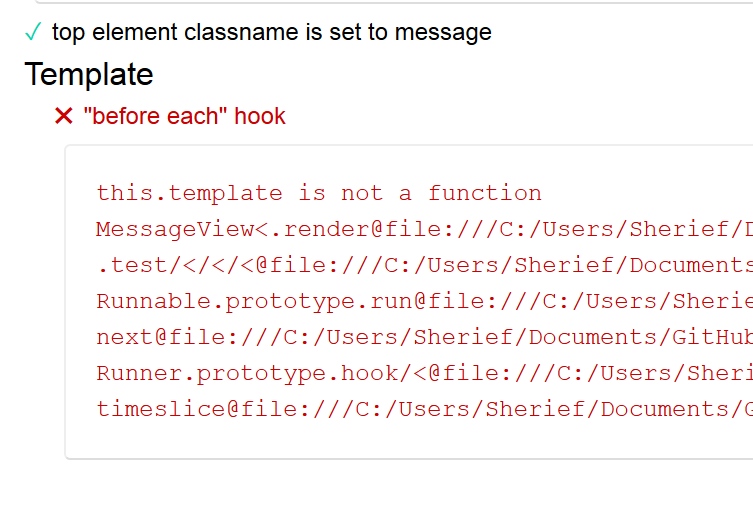 ✓ top element classname is set to message
Template
✕ "before each" hook
this.template is not a function
MessageView<.render@file:///C:/Users/Sherief/D
.test/</</<@file:///C:/Users/Sherief/Documents
Runnable.prototype.run@file:///C:/Users/Sherie
next@file:///C:/Users/Sherief/Documents/GitHub
Runner.prototype.hook/<@file:///C:/Users/Sheri
timeslice@file:///C:/Users/Sherief/Documents/G